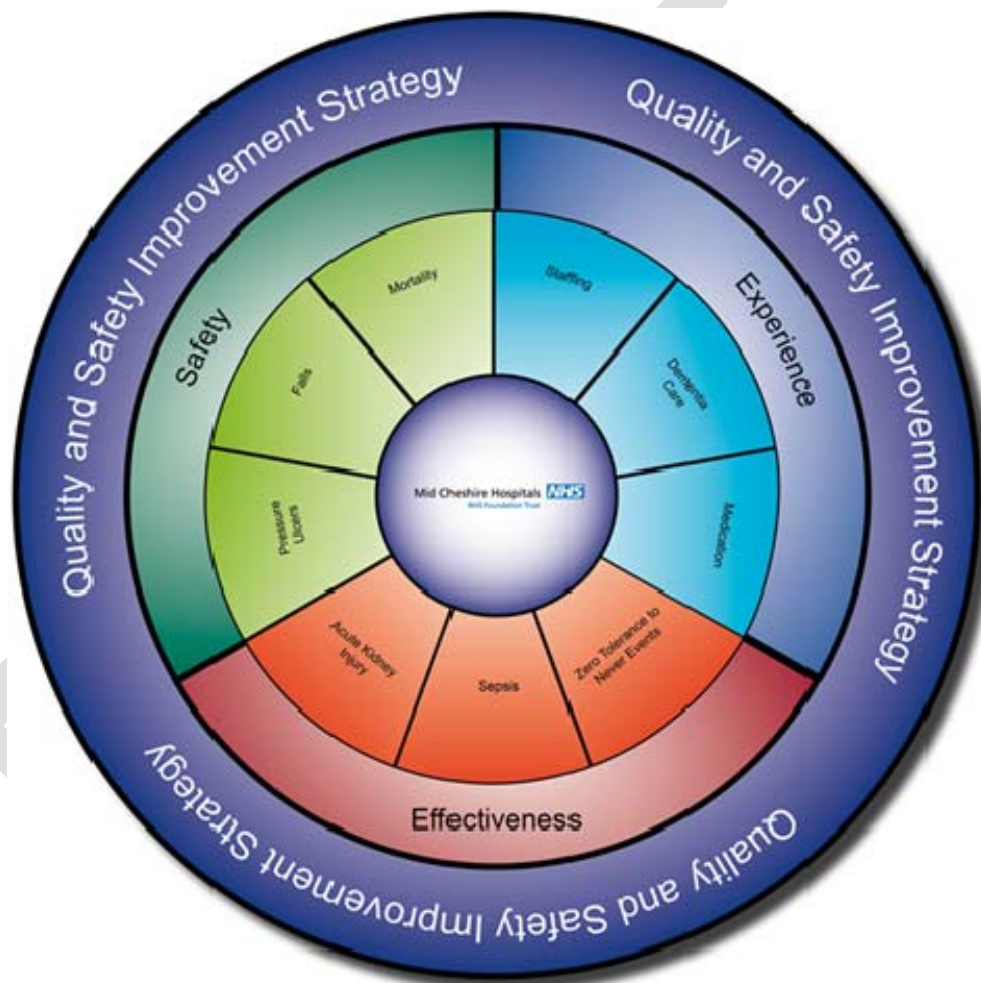 Quality and Safety Improvement Strategy
Quality and Safety Improvement Strategy
Quality and Safety Improvement Strategy
Safety
Mortality
Falls
Pressure
Ulcers
Experience
Staffing
Dementia
Care
Medication
Effectiveness
Acute Kidney
Injury
Sepsis
Zero Tolerance to
Never Events
Mid Cheshire Hospitals NHS
NHS Foundation Trust